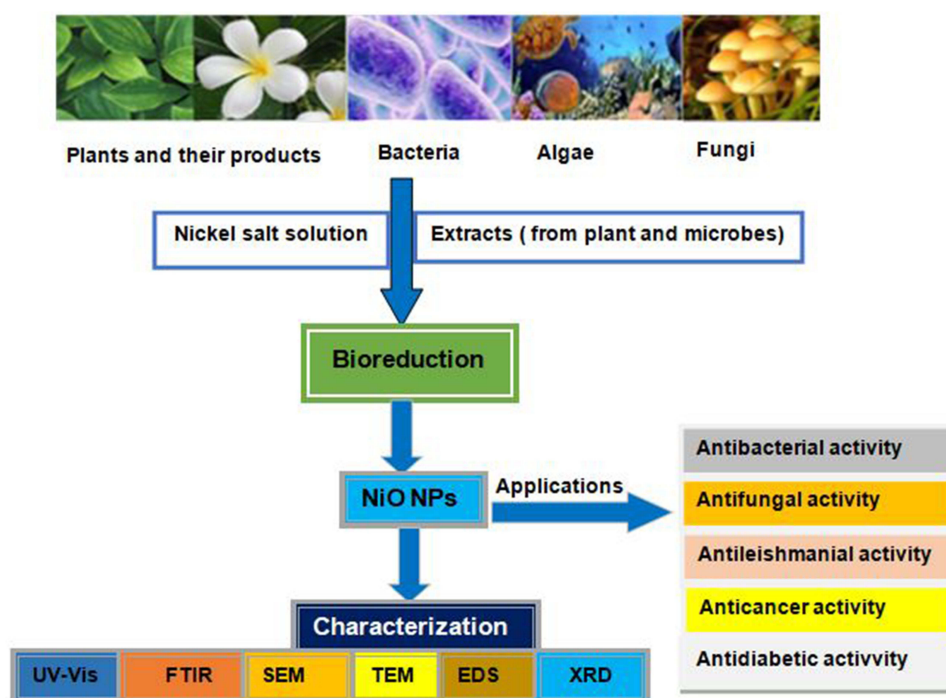 Plants and their products
Bacteria
Algae
Fungi
Nickel salt solution
Extracts ( from plant and microbes)
Bioreduction
NiO NPs
Applications
Antibacterial activity
Antifungal activity
Antileishmanial activity
Anticancer activity
Antidiabetic activvity
Characterization
UV-Vis
FTIR
SEM
TEM
EDS
XRD